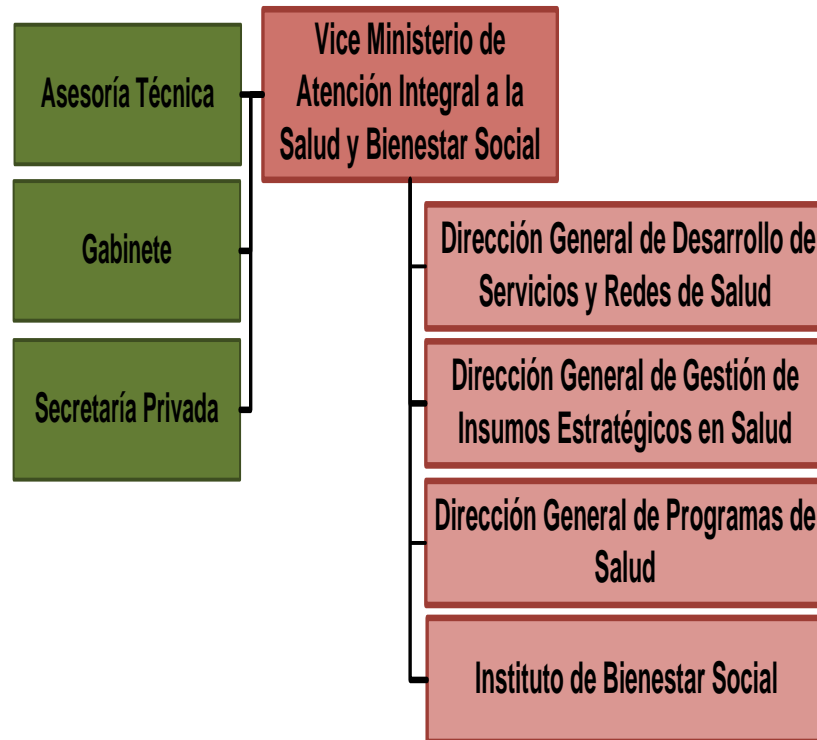 Vice Ministerio de
Atención Integral a la
Salud y Bienestar Social
Asesoría Técnica
Gabinete
Secretaría Privada
Dirección General de Desarrollo de
Servicios y Redes de Salud
Dirección General de Gestión de
Insumos Estratégicos en Salud
Dirección General de Programas de
Salud
Instituto de Bienestar Social